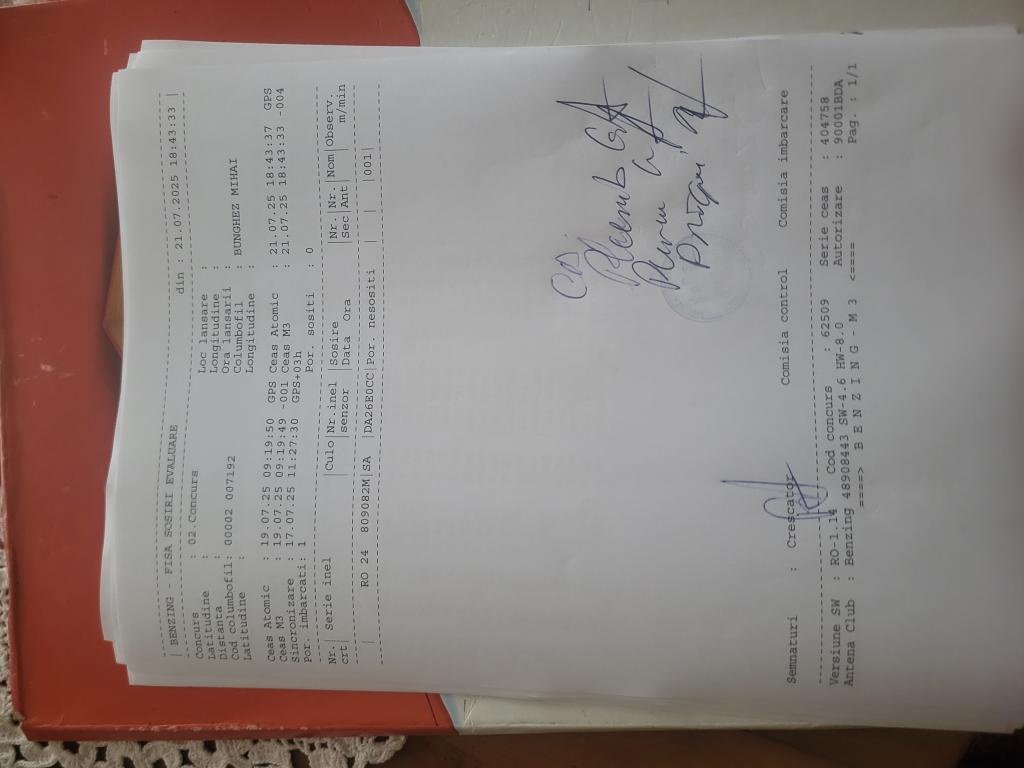 | BENZING - FISA SOSIRI EVALUARE din : 21.07.2025 18:43:33 |
Concurs : 02.Concurs Loc lansare :
Latitudine : Longitudine :
Distanta : Ora lansarii :
Cod columbofil: 00002 007192 Columbofil : BUNGHEZ MIHAI
Latitudine : Longitudine :
Ceas Atomic : 19.07.25 09:19:50 GPS Ceas Atomic : 21.07.25 18:43:37 GPS
Ceas M3 : 19.07.25 09:19:49 -001 Ceas M3 : 21.07.25 18:43:33 -004
Sincronizare : 17.07.25 11:27:30 GPS+03h
Por. imbarcati: 1 Por. sositi : 0
Nr.| Serie inel |Culo|Nr.inel |Sosire |Nr. |Nr. |Nom|Observ.
crt| | |senzor |Data Ora |Sec |Ant | | m/min
| RO 24 809082M|SA |DA26E0CC|Por. nesositi | | |001|
Semnaturi : Crescator Comisia control Comisia imbarcare
Versiune SW : RO-1.14 Cod concurs : 62509 Serie ceas : 404758
Antena Club : Benzing 48908443 SW-4.6 HW-8.0 Autorizare : 90001BDA
====> B E N Z I N G - M 3 <==== Pag. : 1/1